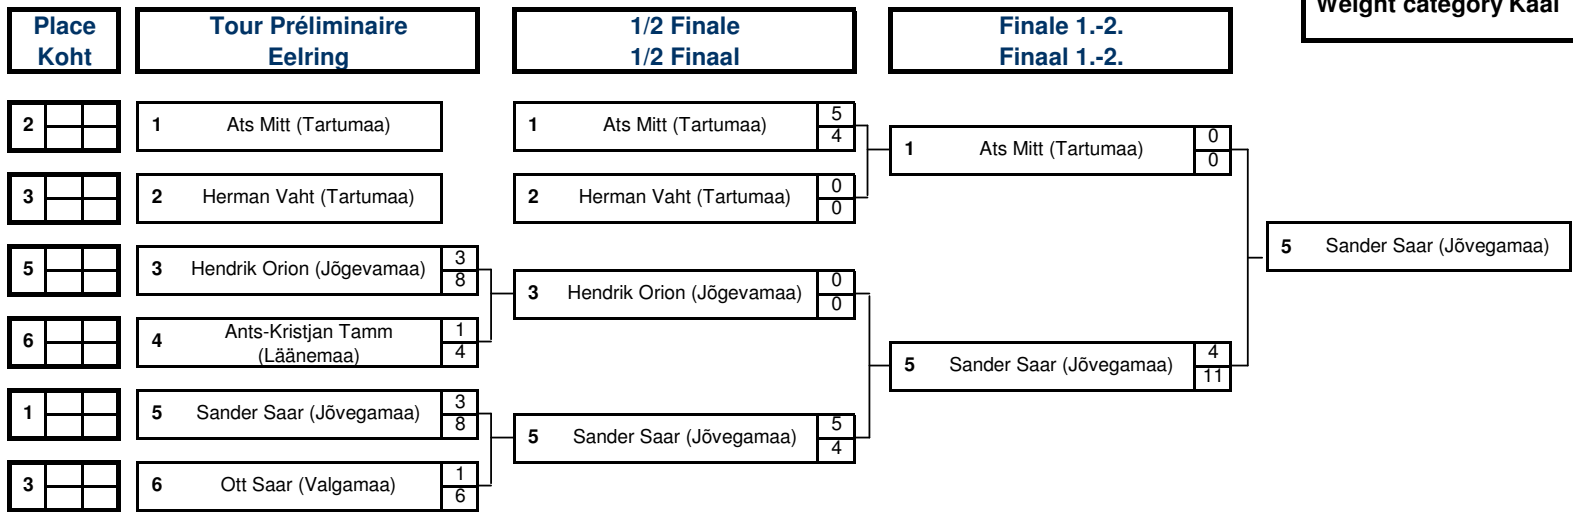 Weight category Kaal
Place
Koht
Tour Préliminaire
Eelring
1/2 Finale
1/2 Finaal
Finale 1.-2.
Finaal 1.-2.
2
1 Ats Mitt (Tartumaa)
1 Ats Mitt (Tartumaa) 5
4
1 Ats Mitt (Tartumaa) 0
0
3
2 Herman Vaht (Tartumaa)
2 Herman Vaht (Tartumaa) 0
0
5 Sander Saar (Jõvegamaa)
5
3 Hendrik Orion (Jõgevamaa) 3
8
3 Hendrik Orion (Jõgevamaa) 0
0
6
4 Ants-Kristjan Tamm
(Läänemaa)
1
4
5 Sander Saar (Jõvegamaa) 4
11
1
5 Sander Saar (Jõvegamaa) 3
8
5 Sander Saar (Jõvegamaa) 5
4
3
6 Ott Saar (Valgamaa) 1
6